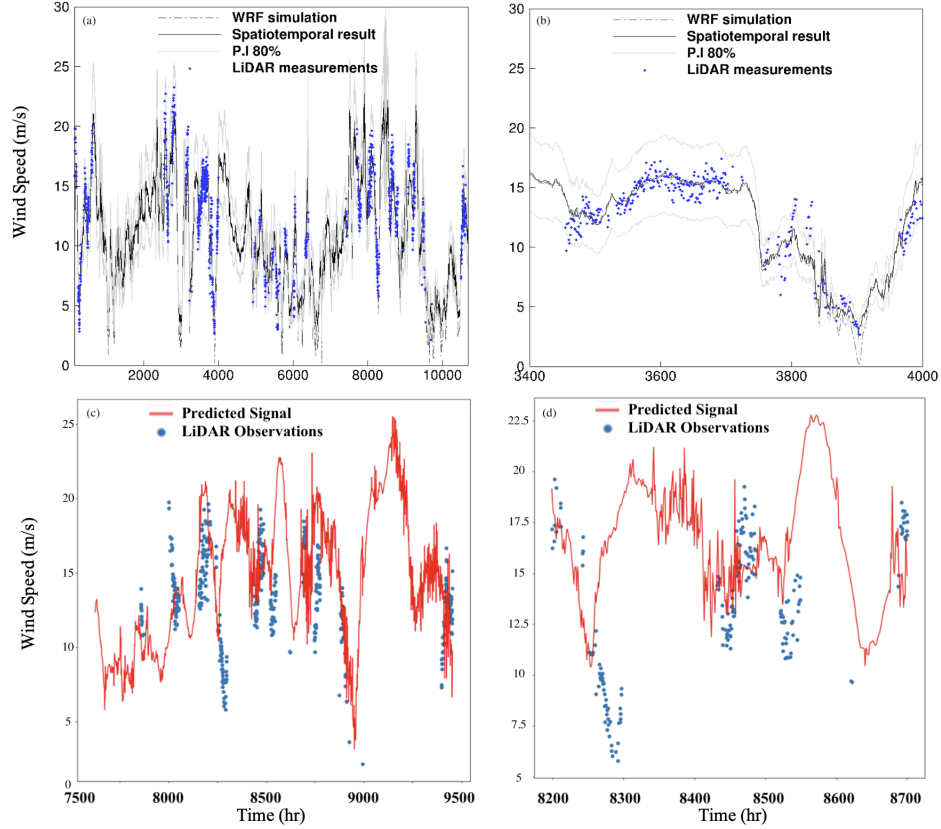 (a)
WRF simulation
Spatiotemporal result
P.I 80%
LiDAR measurements
30
25
20
15
10
5
0
2000 4000 6000 8000 10000
(b)
WRF simulation
Spatiotemporal result
P.I 80%
LiDAR measurements
30
25
20
15
10
5
0
3400 3600 3800 4000
Wind Speed (m/s)
(c)
Predicted Signal
LiDAR Observations
25
20
15
10
5
0
7500 8000 8500 9000 9500
Time (hr)
Wind Speed (m/s)
(d)
Predicted Signal
LiDAR Observations
22.5
20
17.5
15
12.5
10
7.5
5
8200 8300 8400 8500 8600 8700
Time (hr)